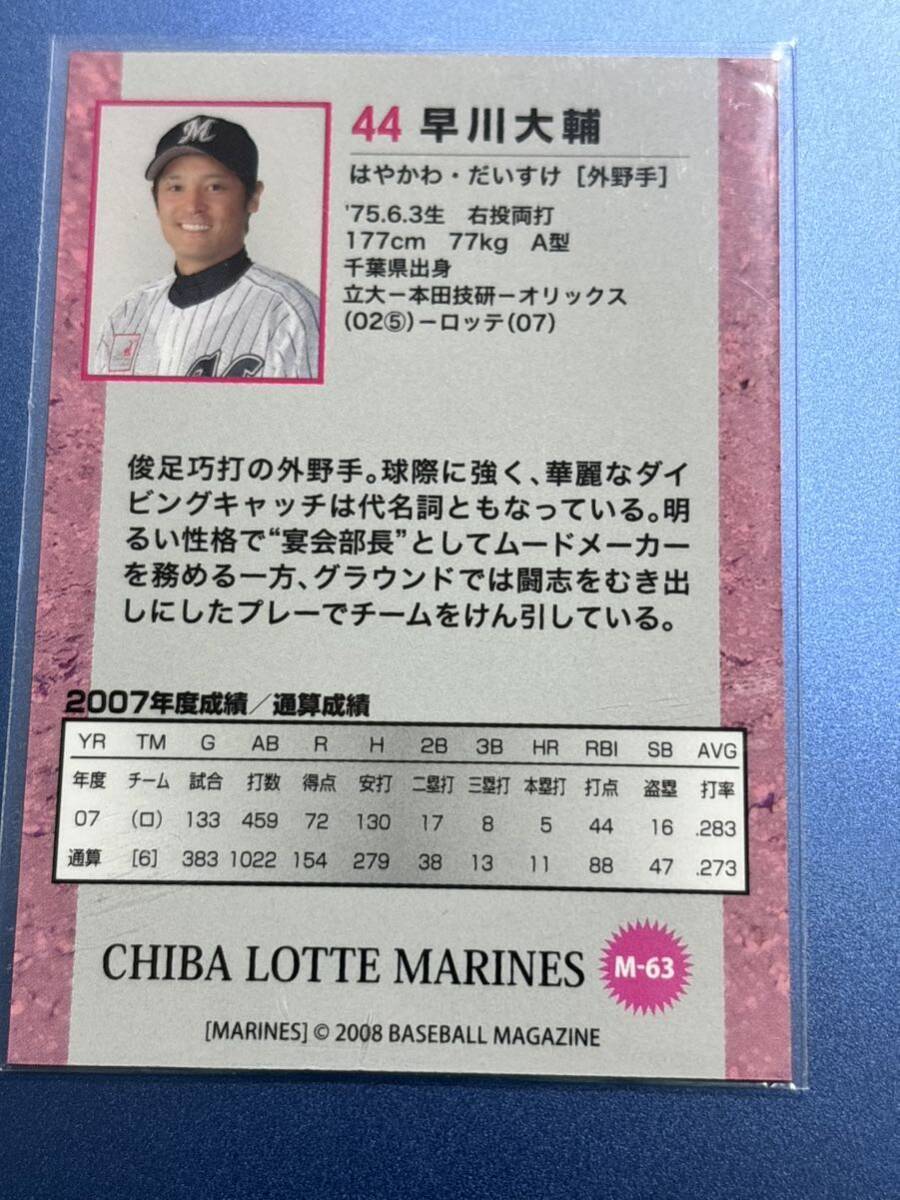 M
44 早川大輔
はやかわ・だいすけ [外野手]
'75.6.3生 右投両打
177cm 77kg A型
千葉県出身
立大－本田技研－オリックス
(02⑤)－ロッテ(07)
俊足巧打の外野手。球際に強く、華麗なダイ
ビングキャッチは代名詞ともなっている。明
るい性格で“宴会部長”としてムードメーカー
を務める一方、グラウンドでは闘志をむき出
しにしたプレーでチームをけん引している。
2007年度成績／通算成績
YR TM G AB R H 2B 3B HR RBI SB AVG
年度 チーム 試合 打数 得点 安打 二塁打 三塁打 本塁打 打点 盗塁 打率
07 (ロ) 133 459 72 130 17 8 5 44 16 .283
通算 [6] 383 1022 154 279 38 13 11 88 47 .273
CHIBA LOTTE MARINES M-63
[MARINES] © 2008 BASEBALL MAGAZINE